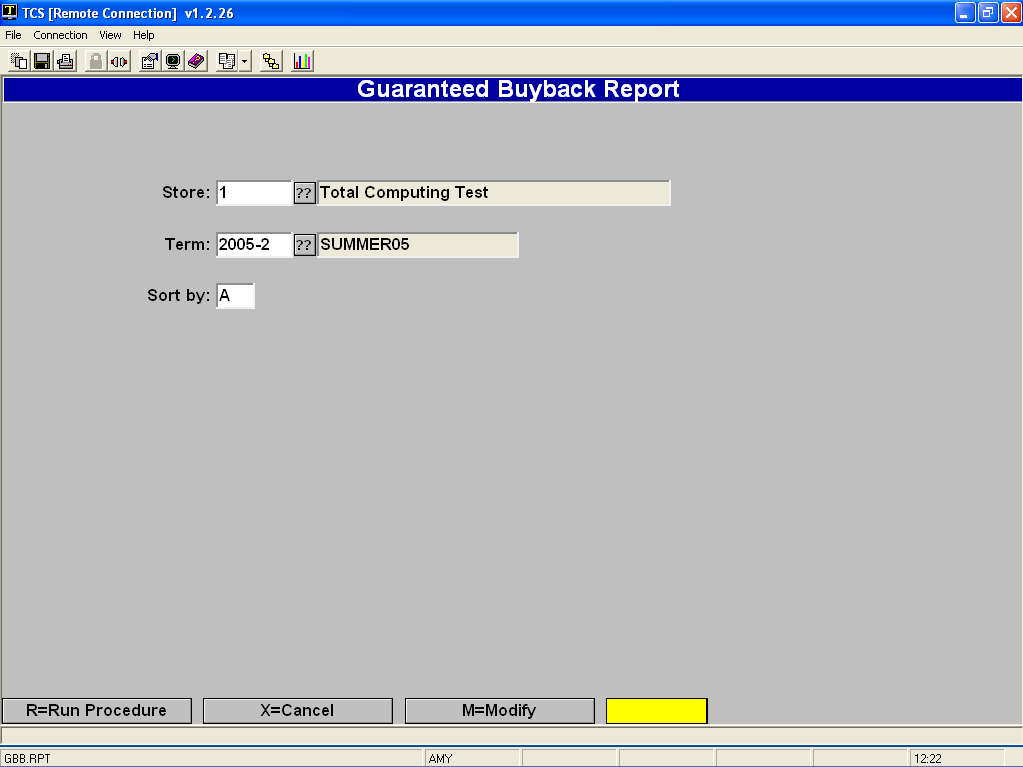 TCS [Remote Connection] v1.2.26
File Connection View Help
Guaranteed Buyback Report
Store: 1 ?? Total Computing Test
Term: 2005-2 ?? SUMMER05
Sort by: A
R=Run Procedure X=Cancel M=Modify
GBB.RPT AMY 12:22